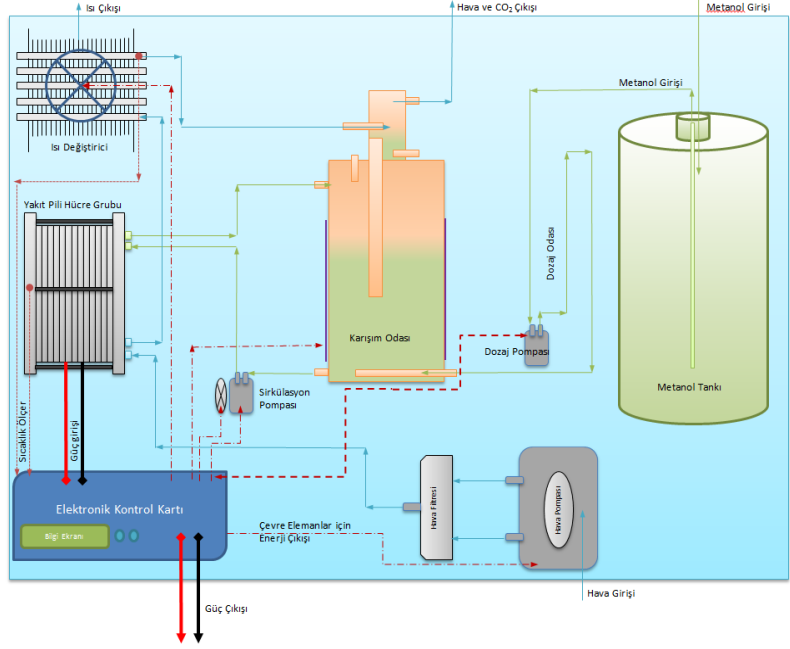 Isı Çıkışı
Hava ve CO₂ Çıkışı
Metanol Girişi
Metanol Girişi
Isı Değiştirici
Yakıt Pili Hücre Grubu
Dozaj Odası
Karışım Odası
Dozaj Pompası
Metanol Tankı
Sirkülasyon
Pompası
Sıcaklık Ölçer
Güç girişi
Elektronik Kontrol Kartı
Bilgi Ekranı
Çevre Elemanlar için
Enerji Çıkışı
Hava Filtresi
Hava Pompası
Hava Girişi
Güç Çıkışı